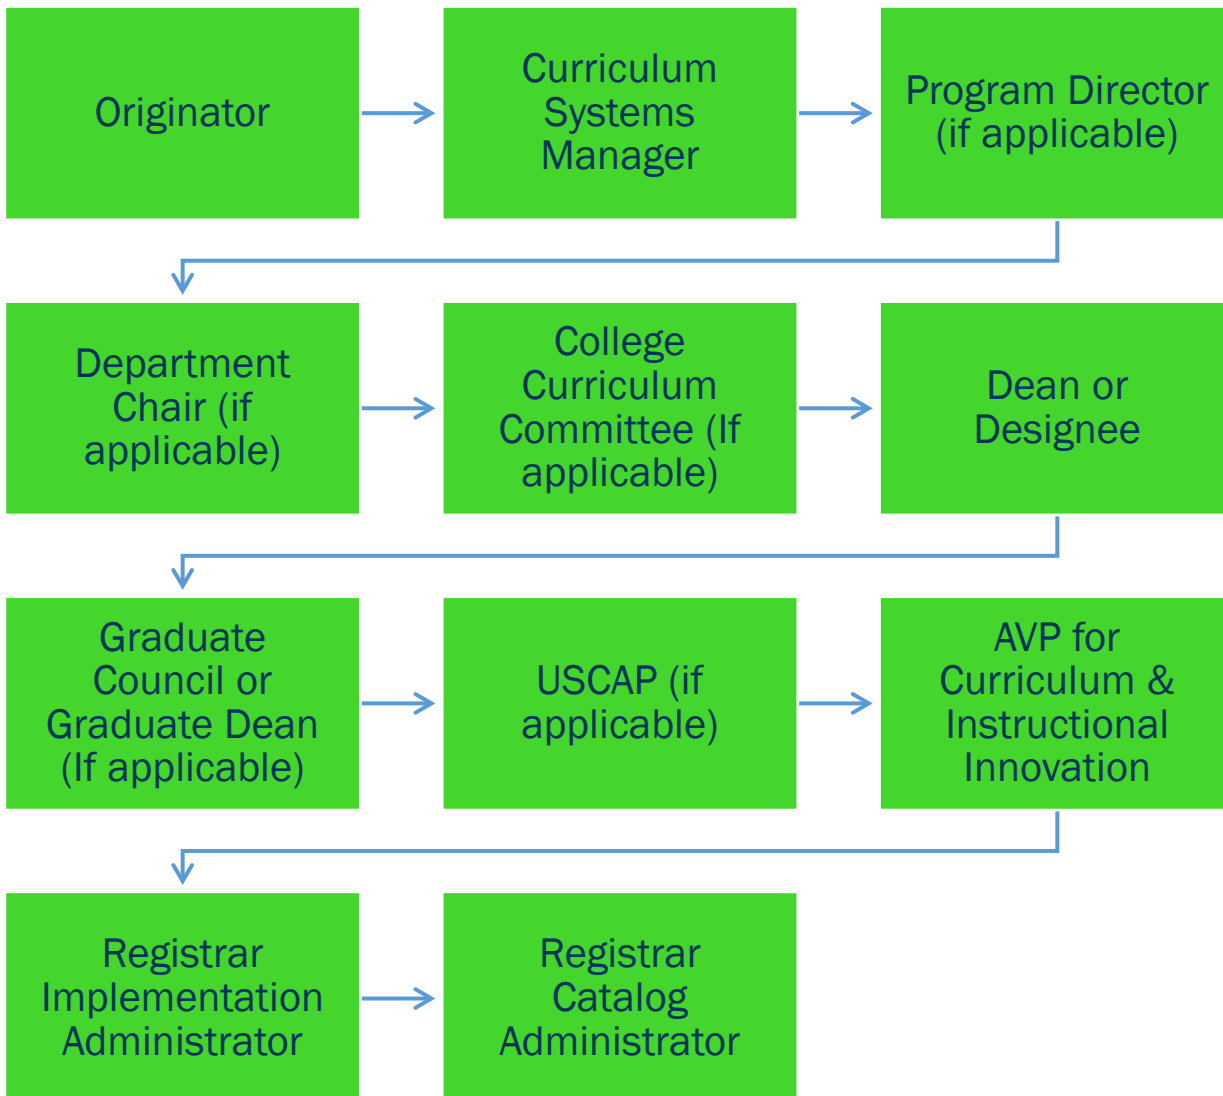 Originator
Curriculum
Systems
Manager
Program Director
(if applicable)
Department
Chair (if
applicable)
College
Curriculum
Committee (If
applicable)
Dean or
Designee
Graduate
Council or
Graduate Dean
(If applicable)
USCAP (if
applicable)
AVP for
Curriculum &
Instructional
Innovation
Registrar
Implementation
Administrator
Registrar
Catalog
Administrator